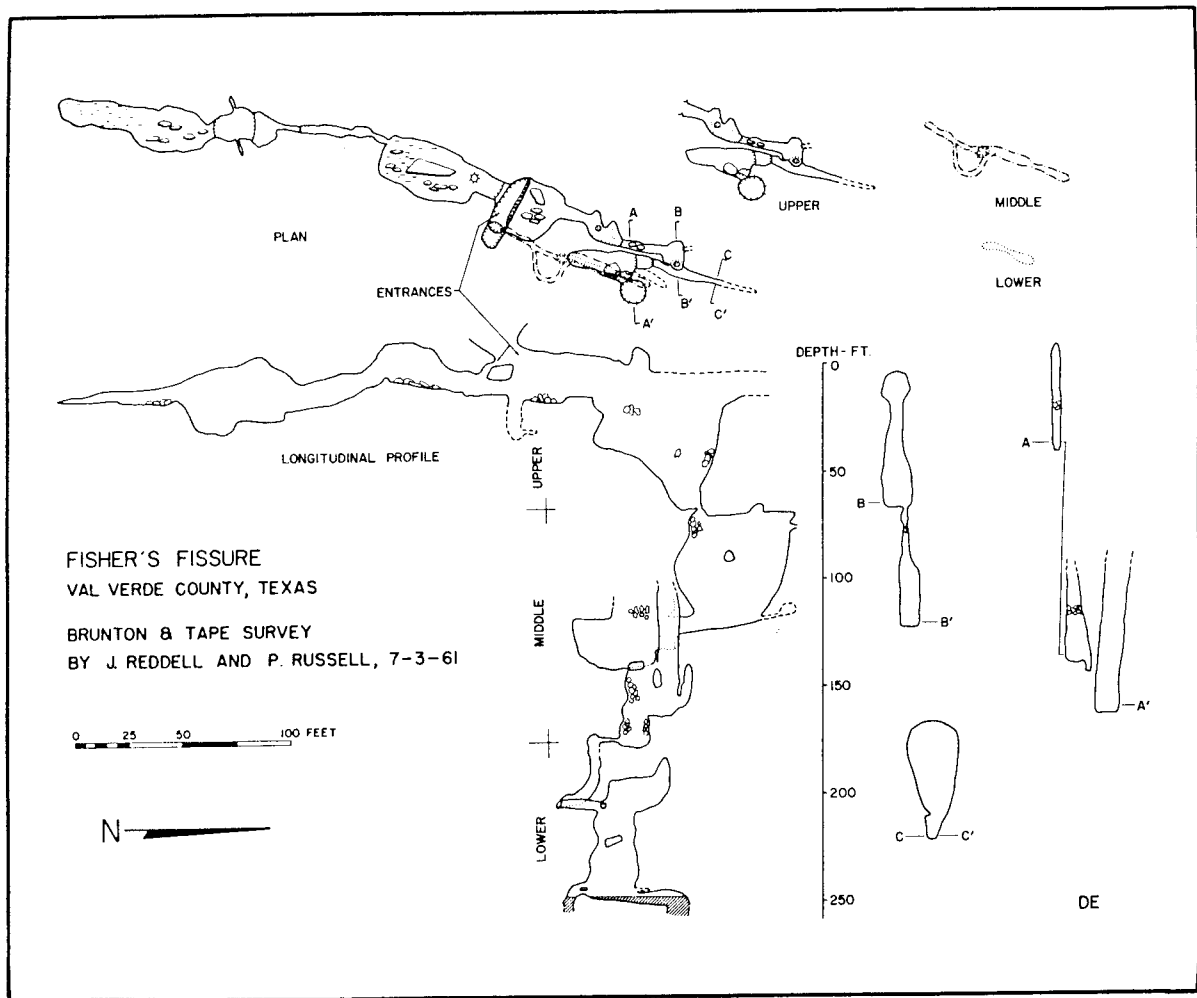 PLAN
ENTRANCES
A
B
C
A'
B'
C'
UPPER
MIDDLE
LOWER
LONGITUDINAL PROFILE
UPPER
MIDDLE
LOWER
DEPTH-FT.
0
50
100
150
200
250
B
B'
A
A'
C
C'
FISHER'S FISSURE
VAL VERDE COUNTY, TEXAS
BRUNTON & TAPE SURVEY
BY J. REDDELL AND P. RUSSELL, 7-3-61
0 25 50 100 FEET
N
DE